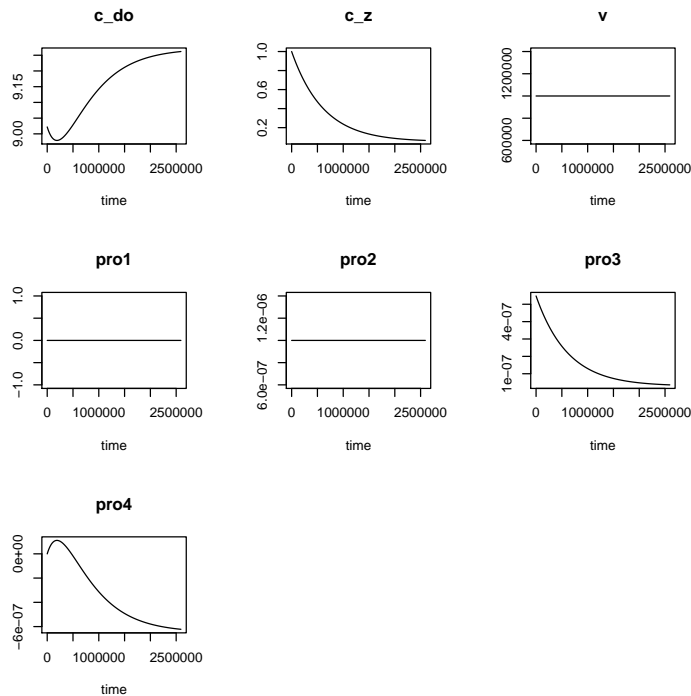 c_do
9.00 9.15
0 1000000 2500000
time
c_z
0.2 0.6 1.0
0 1000000 2500000
time
v
600000 1200000
0 1000000 2500000
time
pro1
−1.0 0.0 1.0
0 1000000 2500000
time
pro2
6.0e−07 1.2e−06
0 1000000 2500000
time
pro3
1e−07 4e−07
0 1000000 2500000
time
pro4
−6e−07 0e+00
0 1000000 2500000
time